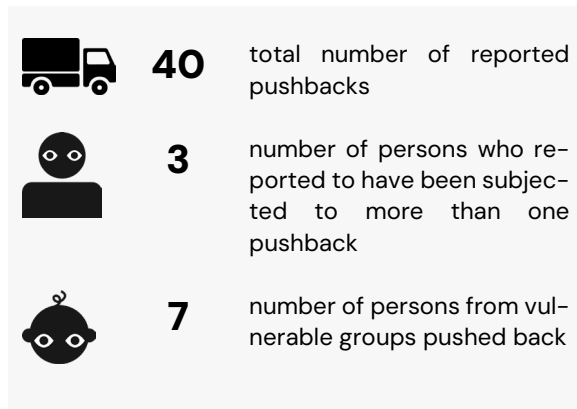 40
total number of reported
pushbacks
3
number of persons who re-
ported to have been subjec-
ted to more than one
pushback
7
number of persons from vul-
nerable groups pushed back